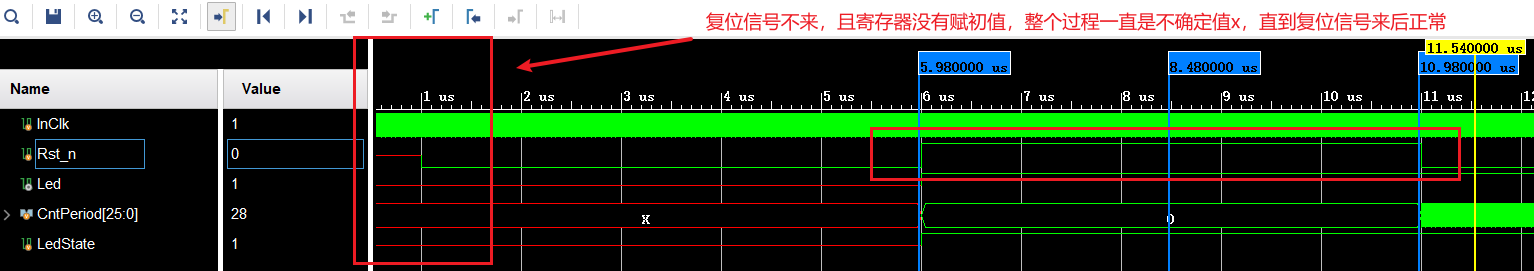 复位信号不来，且寄存器没有赋初值，整个过程一直是不确定值x，直到复位信号来后正常
11.540000 us
5.980000 us 8.480000 us 10.980000 us
Name Value
1 us 2 us 3 us 4 us 5 us 6 us 7 us 8 us 9 us 10 us 11 us 12
InClk 1
Rst_n 0
Led 1
CntPeriod[25:0] 28 X 0
LedState 1